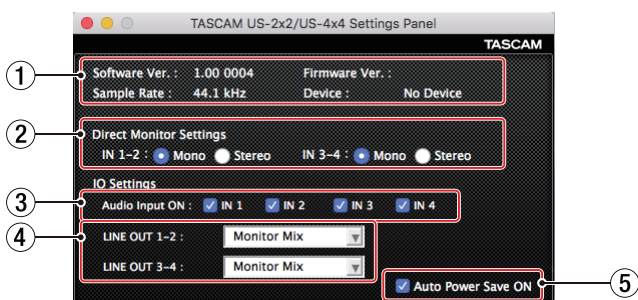 TASCAM US-2x2/US-4x4 Settings Panel
TASCAM
1
Software Ver. : 1.00 0004 Firmware Ver. :
Sample Rate : 44.1 kHz Device : No Device
2
Direct Monitor Settings
IN 1-2 : Mono Stereo IN 3-4 : Mono Stereo
IO Settings
3
Audio Input ON : IN 1 IN 2 IN 3 IN 4
4
LINE OUT 1-2 : Monitor Mix
LINE OUT 3-4 : Monitor Mix
Auto Power Save ON
5